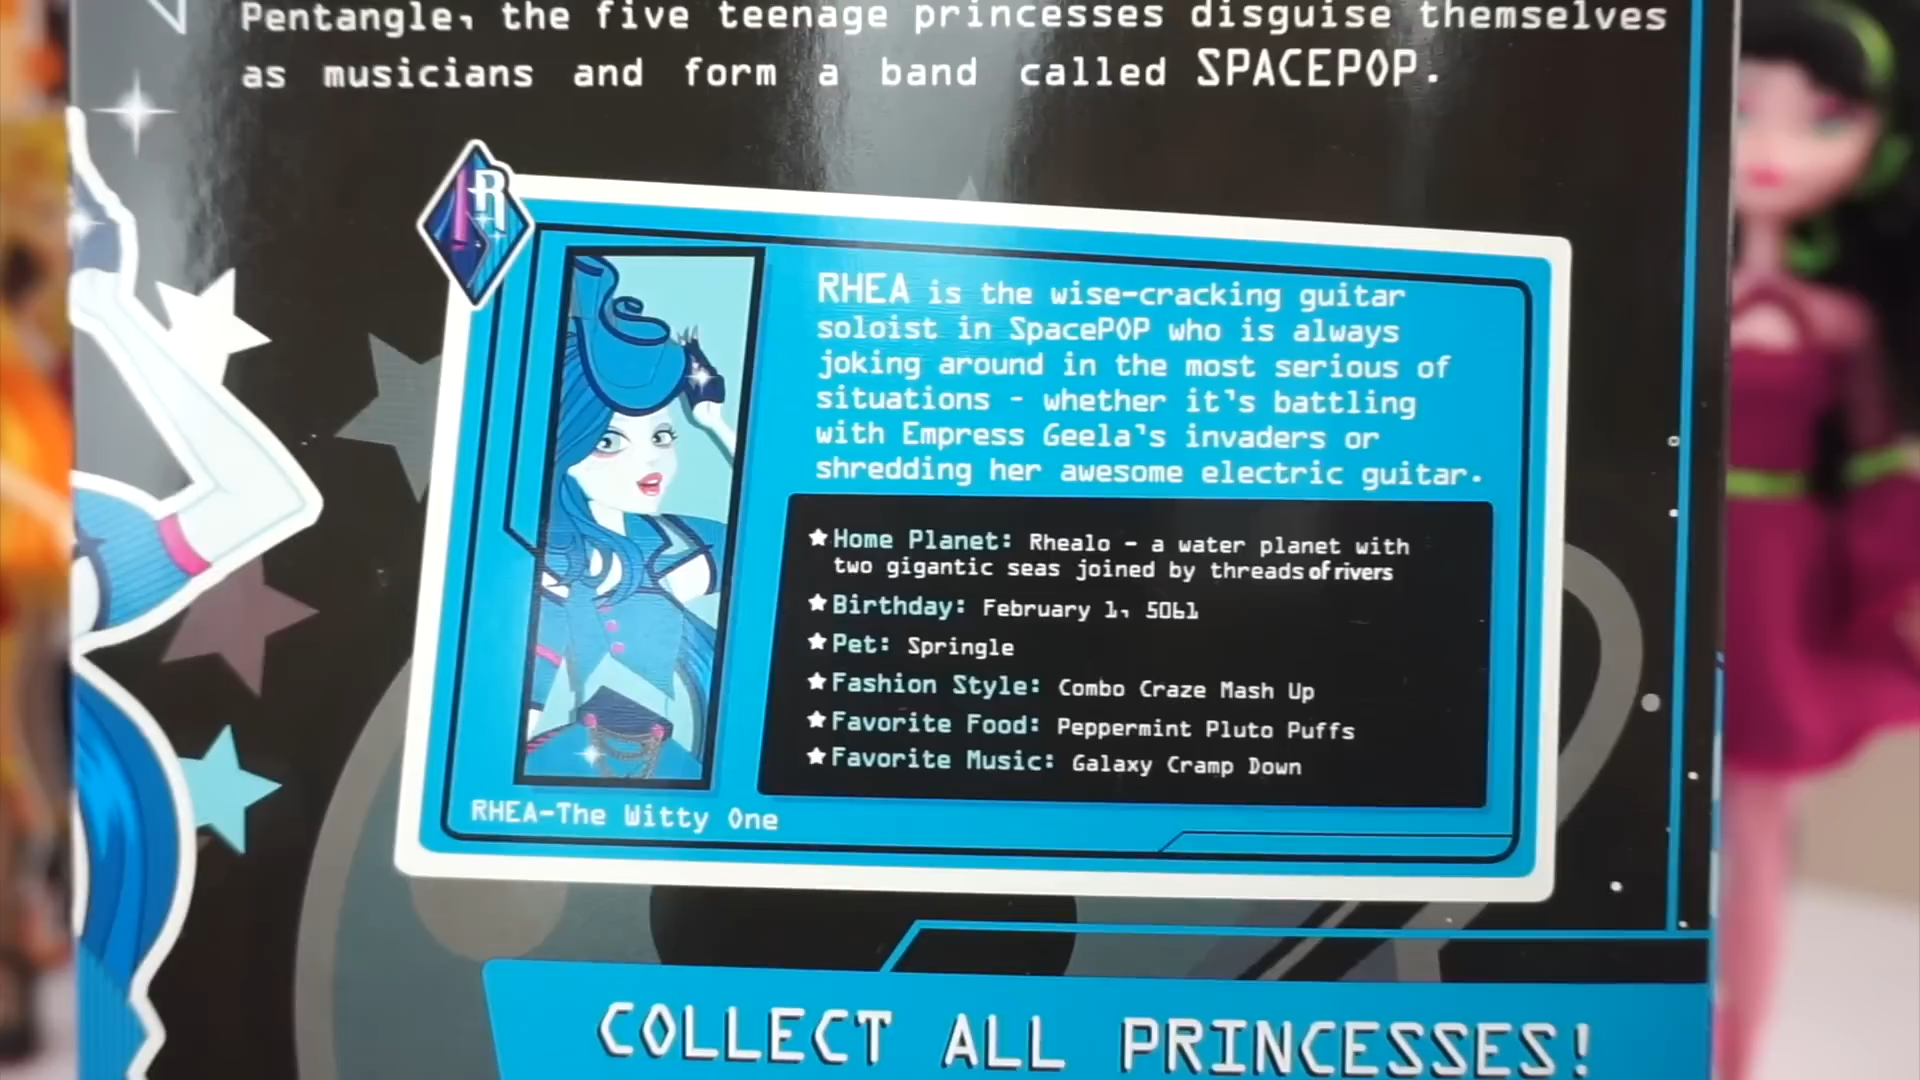 Pentangle, the five teenage princesses disguise themselves
as musicians and form a band called SPACEPOP.
R
RHEA is the wise-cracking guitar
soloist in SpacePOP who is always
joking around in the most serious of
situations - whether it's battling
with Empress Geela's invaders or
shredding her awesome electric guitar.
★Home Planet: Rhealo - a water planet with
two gigantic seas joined by threads of rivers
★Birthday: February 1, 5061
★Pet: Springle
★Fashion Style: Combo Craze Mash Up
★Favorite Food: Peppermint Pluto Puffs
★Favorite Music: Galaxy Cramp Down
RHEA-The Witty One
COLLECT ALL PRINCESSES!